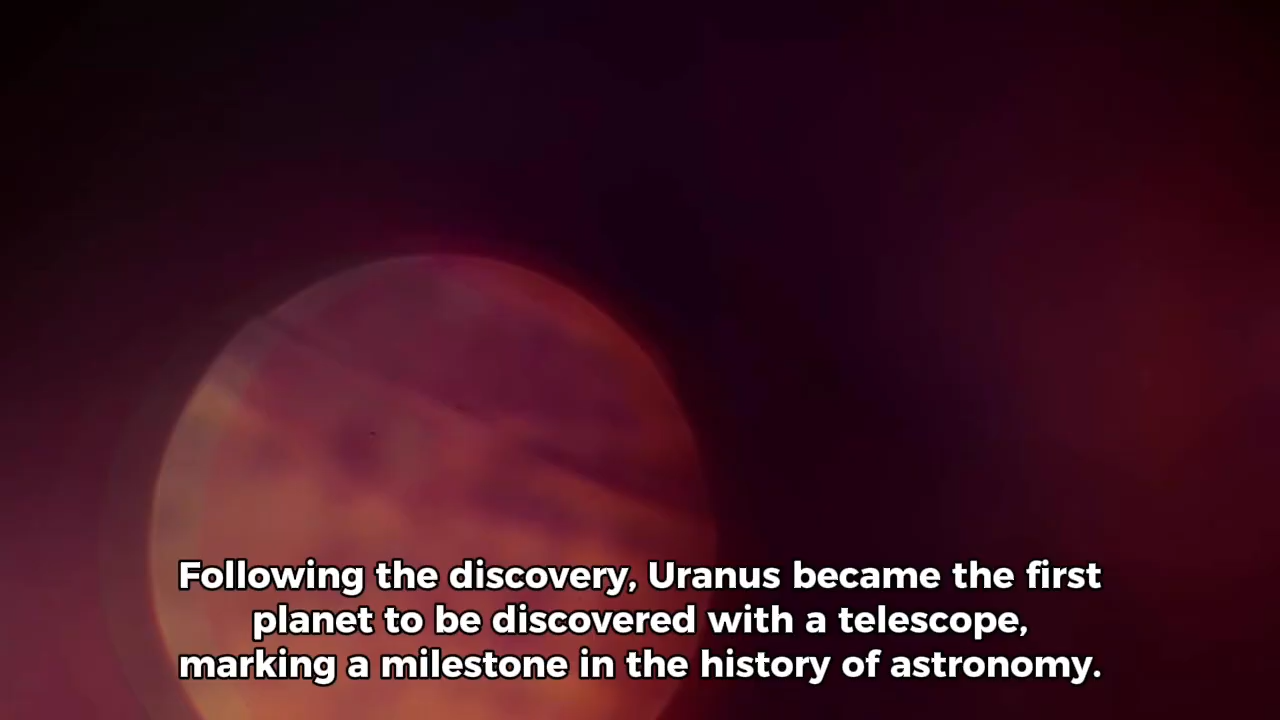 Following the discovery, Uranus became the first
planet to be discovered with a telescope,
marking a milestone in the history of astronomy.